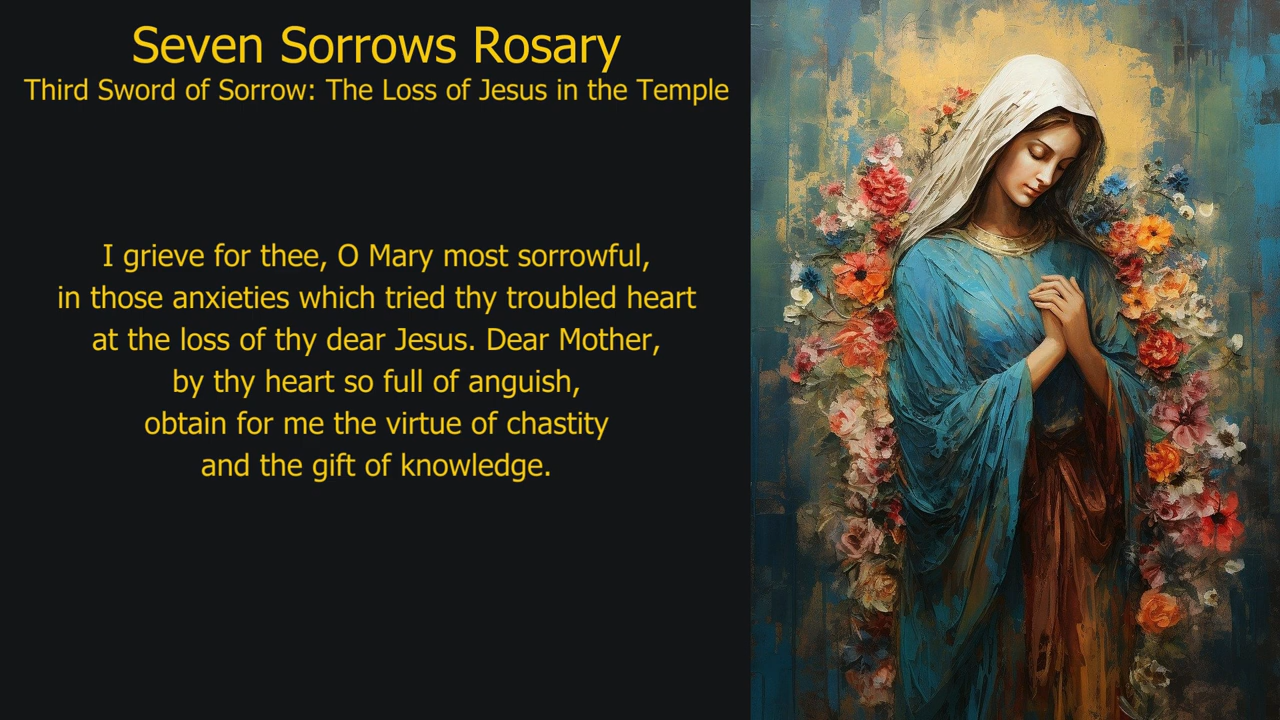 Seven Sorrows Rosary
Third Sword of Sorrow: The Loss of Jesus in the Temple
I grieve for thee, O Mary most sorrowful,
in those anxieties which tried thy troubled heart
at the loss of thy dear Jesus. Dear Mother,
by thy heart so full of anguish,
obtain for me the virtue of chastity
and the gift of knowledge.